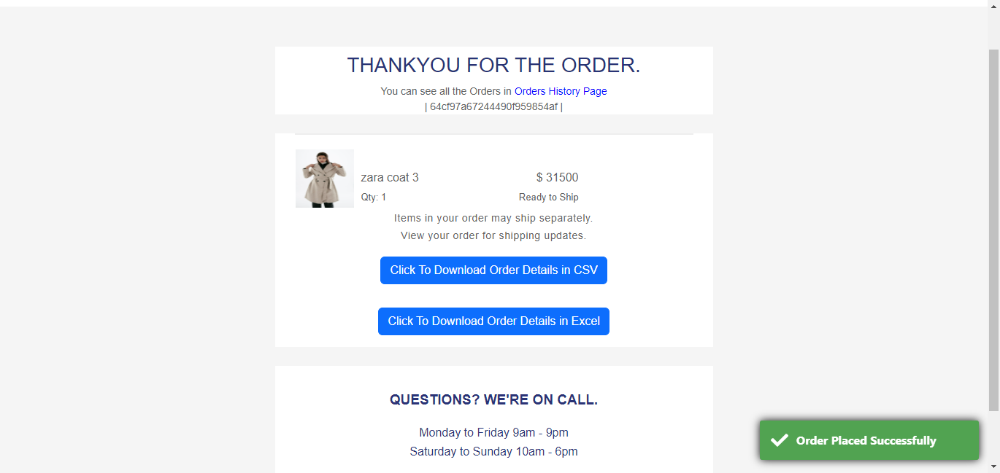 THANKYOU FOR THE ORDER.
You can see all the Orders in Orders History Page
| 64cf97a67244490f959854af |
zara coat 3 $ 31500
Qty: 1 Ready to Ship
Items in your order may ship separately.
View your order for shipping updates.
Click To Download Order Details in CSV
Click To Download Order Details in Excel
QUESTIONS? WE'RE ON CALL.
Monday to Friday 9am - 9pm
Saturday to Sunday 10am - 6pm
Order Placed Successfully